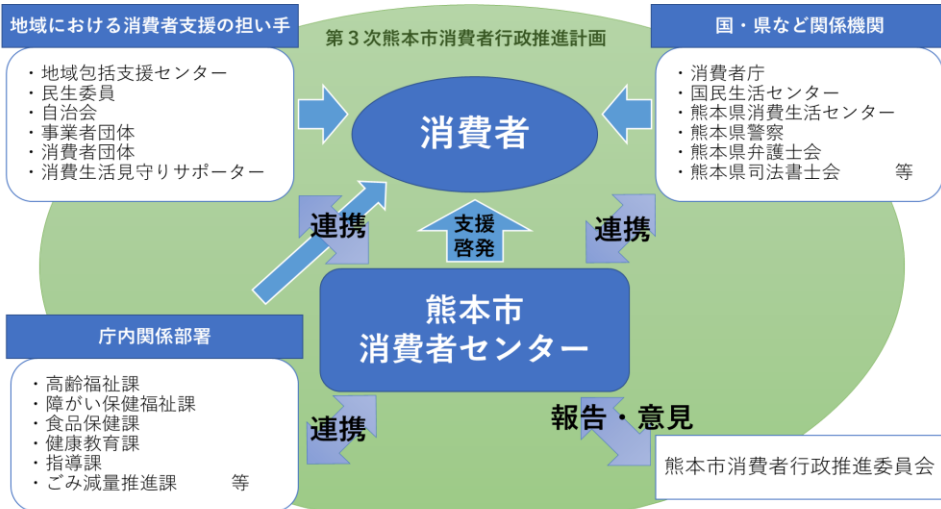 地域における消費者支援の担い手
・地域包括支援センター
・民生委員
・自治会
・事業者団体
・消費者団体
・消費生活見守りサポーター
第３次熊本市消費者行政推進計画
国・県など関係機関
・消費者庁
・国民生活センター
・熊本県消費生活センター
・熊本県警察
・熊本県弁護士会
・熊本県司法書士会　　　等
消費者
連携
支援
啓発
連携
熊本市
消費者センター
庁内関係部署
・高齢福祉課
・障がい保健福祉課
・食品保健課
・健康教育課
・指導課
・ごみ減量推進課　　　等
連携
報告・意見
熊本市消費者行政推進委員会